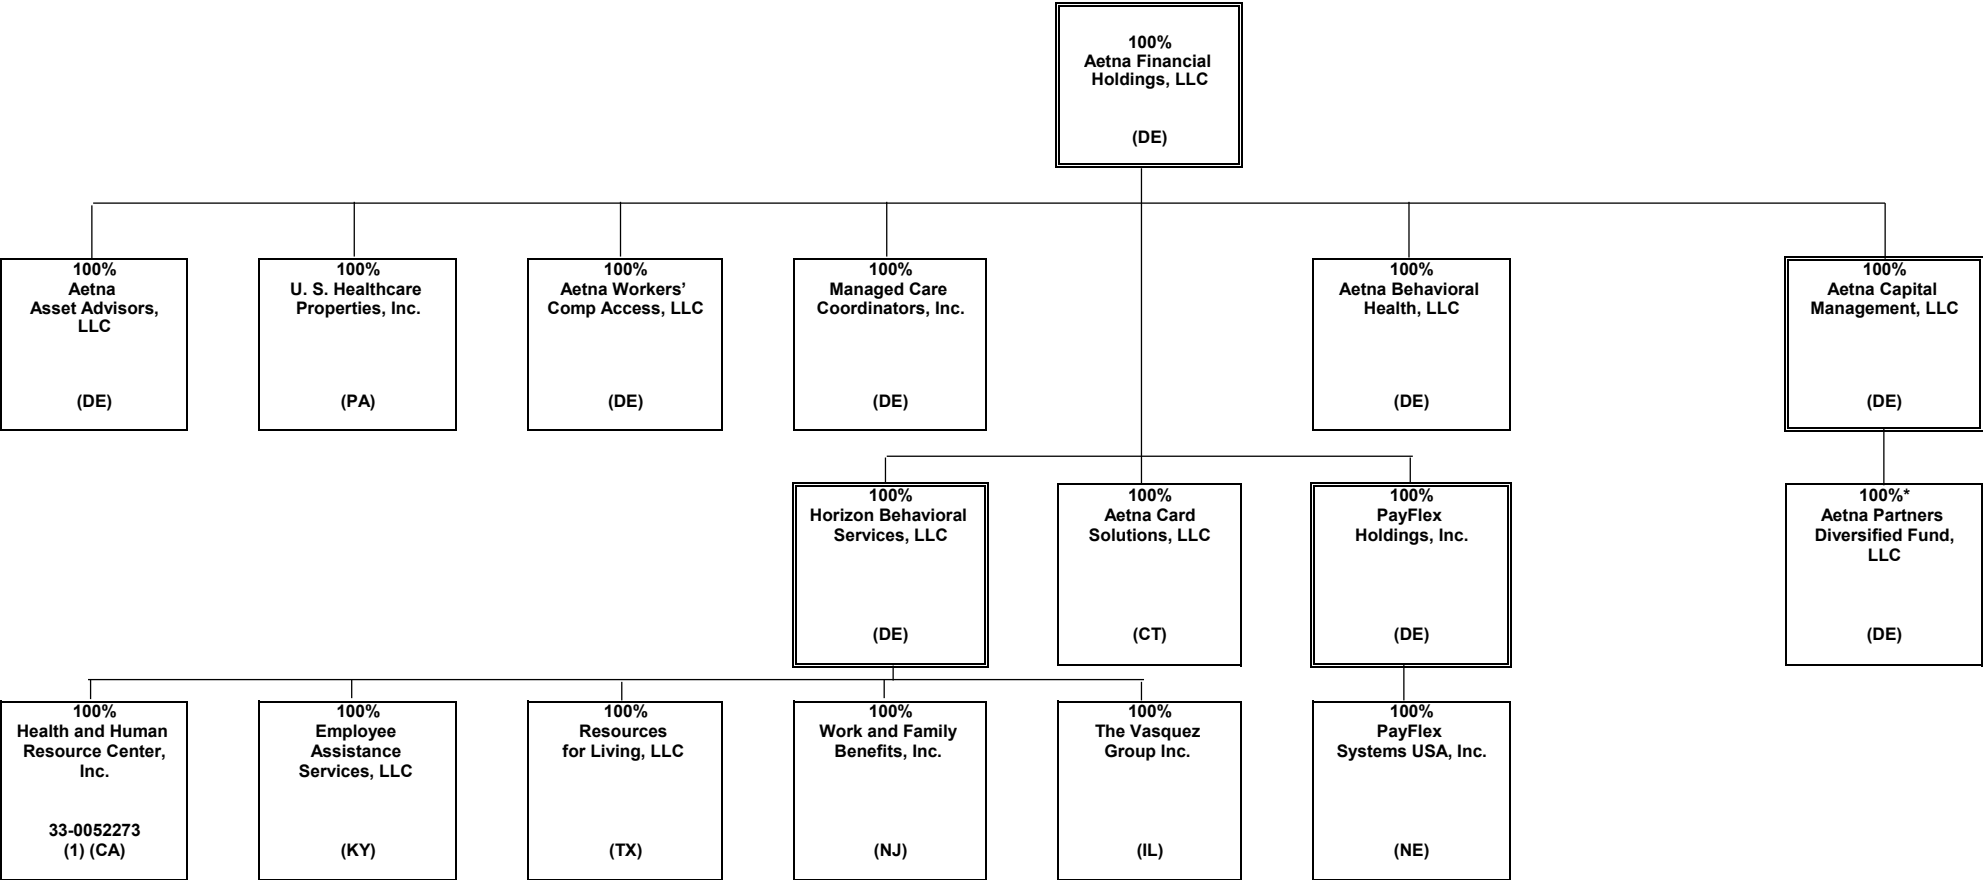 100%
Aetna Financial
Holdings, LLC
(DE)
100%
Aetna
Asset Advisors,
LLC
(DE)
100%
U. S. Healthcare
Properties, Inc.
(PA)
100%
Aetna Workers’
Comp Access, LLC
(DE)
100%
Managed Care
Coordinators, Inc.
(DE)
100%
Aetna Behavioral
Health, LLC
(DE)
100%
Aetna Capital
Management, LLC
(DE)
100%
Horizon Behavioral
Services, LLC
(DE)
100%
Aetna Card
Solutions, LLC
(CT)
100%
PayFlex
Holdings, Inc.
(DE)
100%*
Aetna Partners
Diversified Fund,
LLC
(DE)
100%
Health and Human
Resource Center,
Inc.
33-0052273
(1) (CA)
100%
Employee
Assistance
Services, LLC
(KY)
100%
Resources
for Living, LLC
(TX)
100%
Work and Family
Benefits, Inc.
(NJ)
100%
The Vasquez
Group Inc.
(IL)
100%
PayFlex
Systems USA, Inc.
(NE)